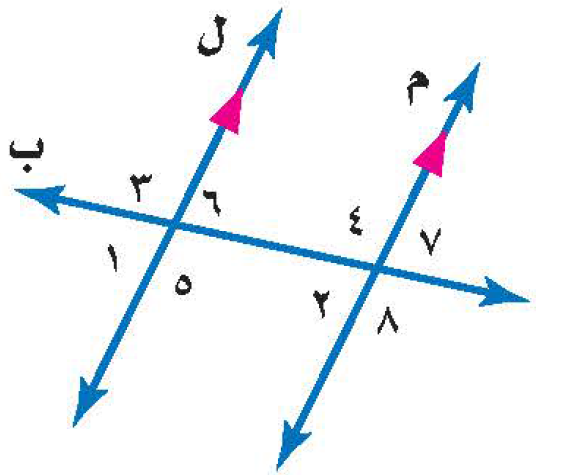 ل
م
ب
٣ ٦
٤ ٧
١ ٥
٢ ٨